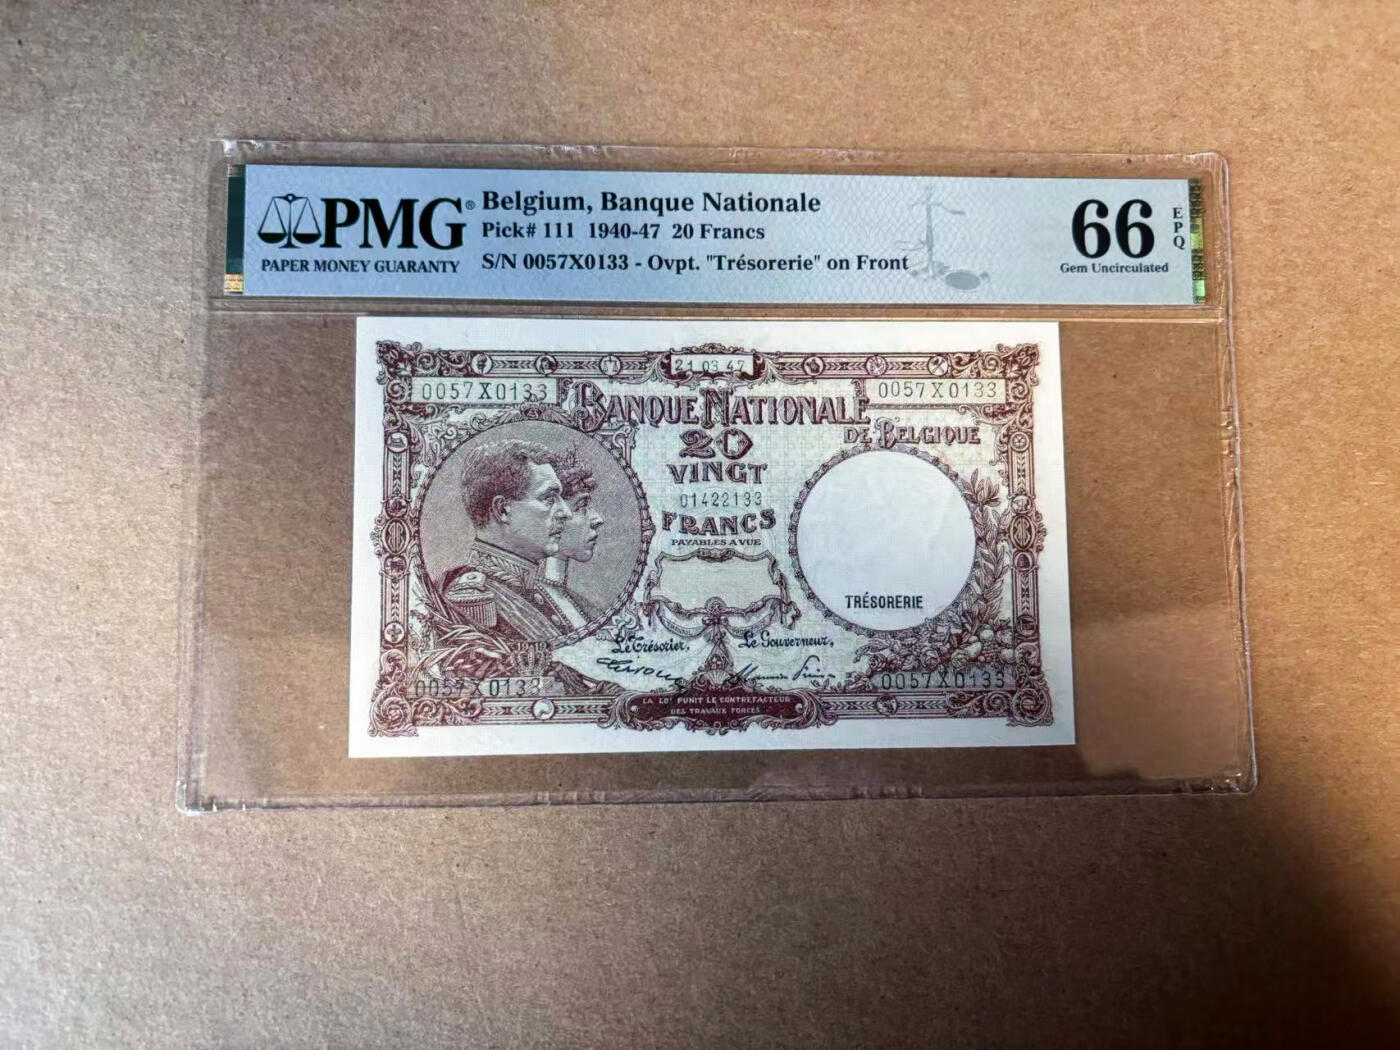 PMG®
PAPER MONEY GUARANTY
Belgium, Banque Nationale
Pick# 111 1940-47 20 Francs
S/N 0057X0133 - Ovpt. "Trésorerie" on Front
66 EPQ
Gem Uncirculated
21 03 47
0057X0133
0057X0133
BANQUE NATIONALE
DE BELGIQUE
20
VINGT
01422133
FRANCS
PAYABLES A VUE
TRÉSORERIE
Le Trésorier,
Le Gouverneur,
0057X0133
0057X0133
LA LOI PUNIT LE CONTREFACTEUR
DES TRAVAUX FORCÉS